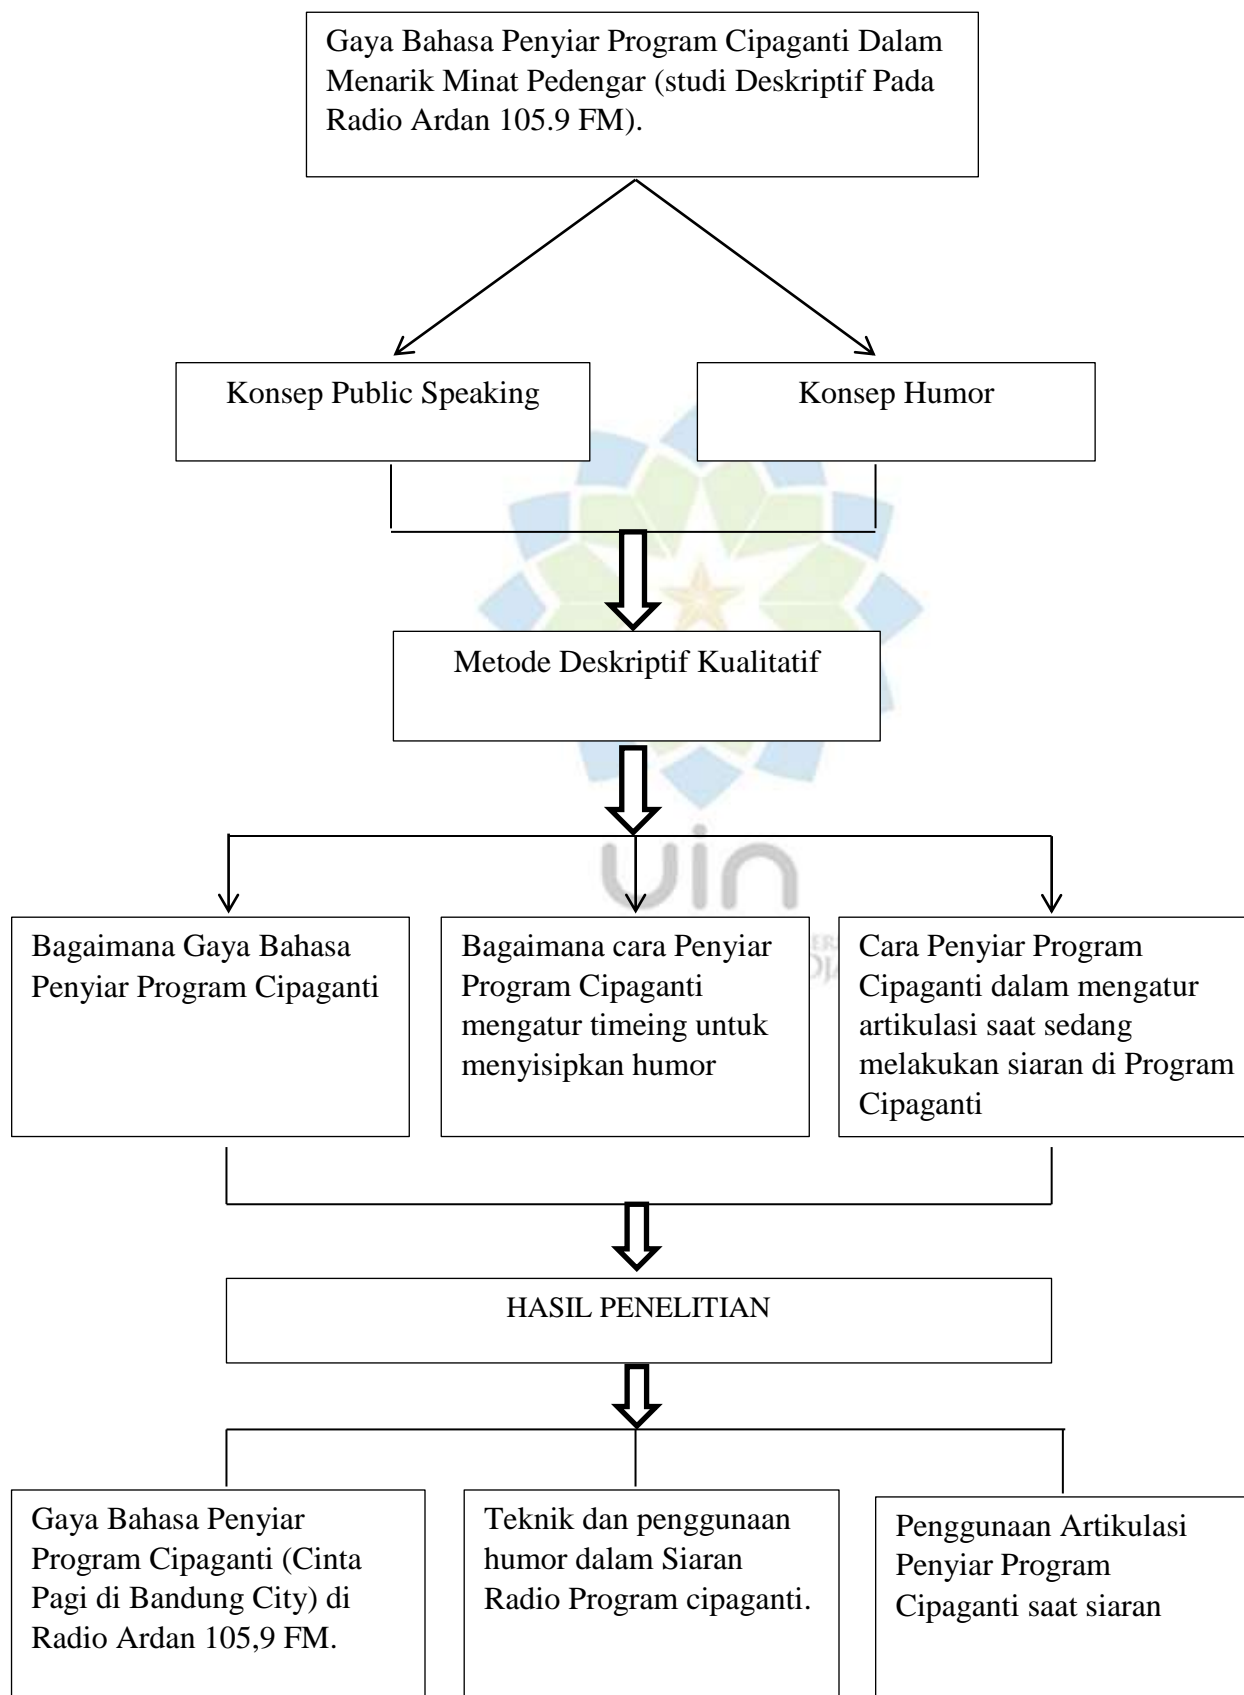 Gaya Bahasa Penyiar Program Cipaganti Dalam
Menarik Minat Pedengar (studi Deskriptif Pada
Radio Ardan 105.9 FM).
Konsep Public Speaking
Konsep Humor
Metode Deskriptif Kualitatif
uin
Bagaimana Gaya Bahasa
Penyiar Program Cipaganti
Bagaimana cara Penyiar
Program Cipaganti
mengatur timeing untuk
menyisipkan humor
Cara Penyiar Program
Cipaganti dalam mengatur
artikulasi saat sedang
melakukan siaran di Program
Cipaganti
HASIL PENELITIAN
Gaya Bahasa Penyiar
Program Cipaganti (Cinta
Pagi di Bandung City) di
Radio Ardan 105,9 FM.
Teknik dan penggunaan
humor dalam Siaran
Radio Program cipaganti.
Penggunaan Artikulasi
Penyiar Program
Cipaganti saat siaran